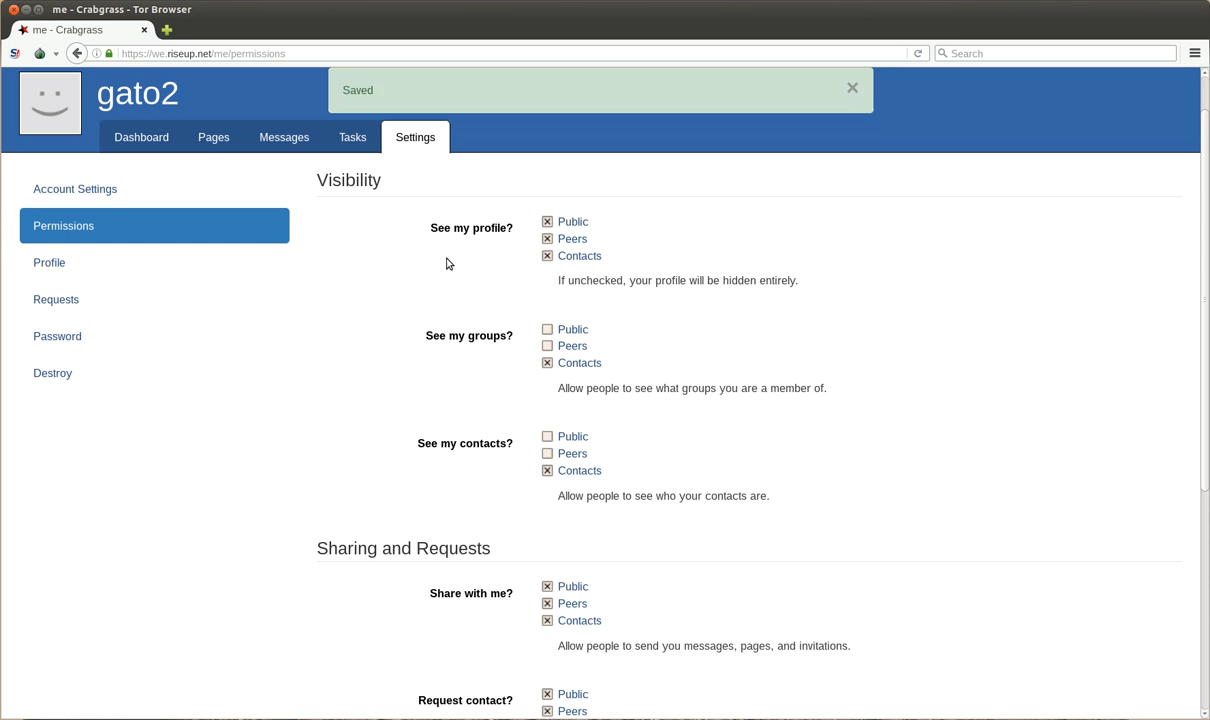 me - Crabgrass - Tor Browser
me - Crabgrass
https://we.riseup.net/me/permissions
Search
gato2
Saved
Dashboard Pages Messages Tasks Settings
Account Settings
Permissions
Profile
Requests
Password
Destroy
Visibility
See my profile?
Public
Peers
Contacts
If unchecked, your profile will be hidden entirely.
See my groups?
Public
Peers
Contacts
Allow people to see what groups you are a member of.
See my contacts?
Public
Peers
Contacts
Allow people to see who your contacts are.
Sharing and Requests
Share with me?
Public
Peers
Contacts
Allow people to send you messages, pages, and invitations.
Request contact?
Public
Peers